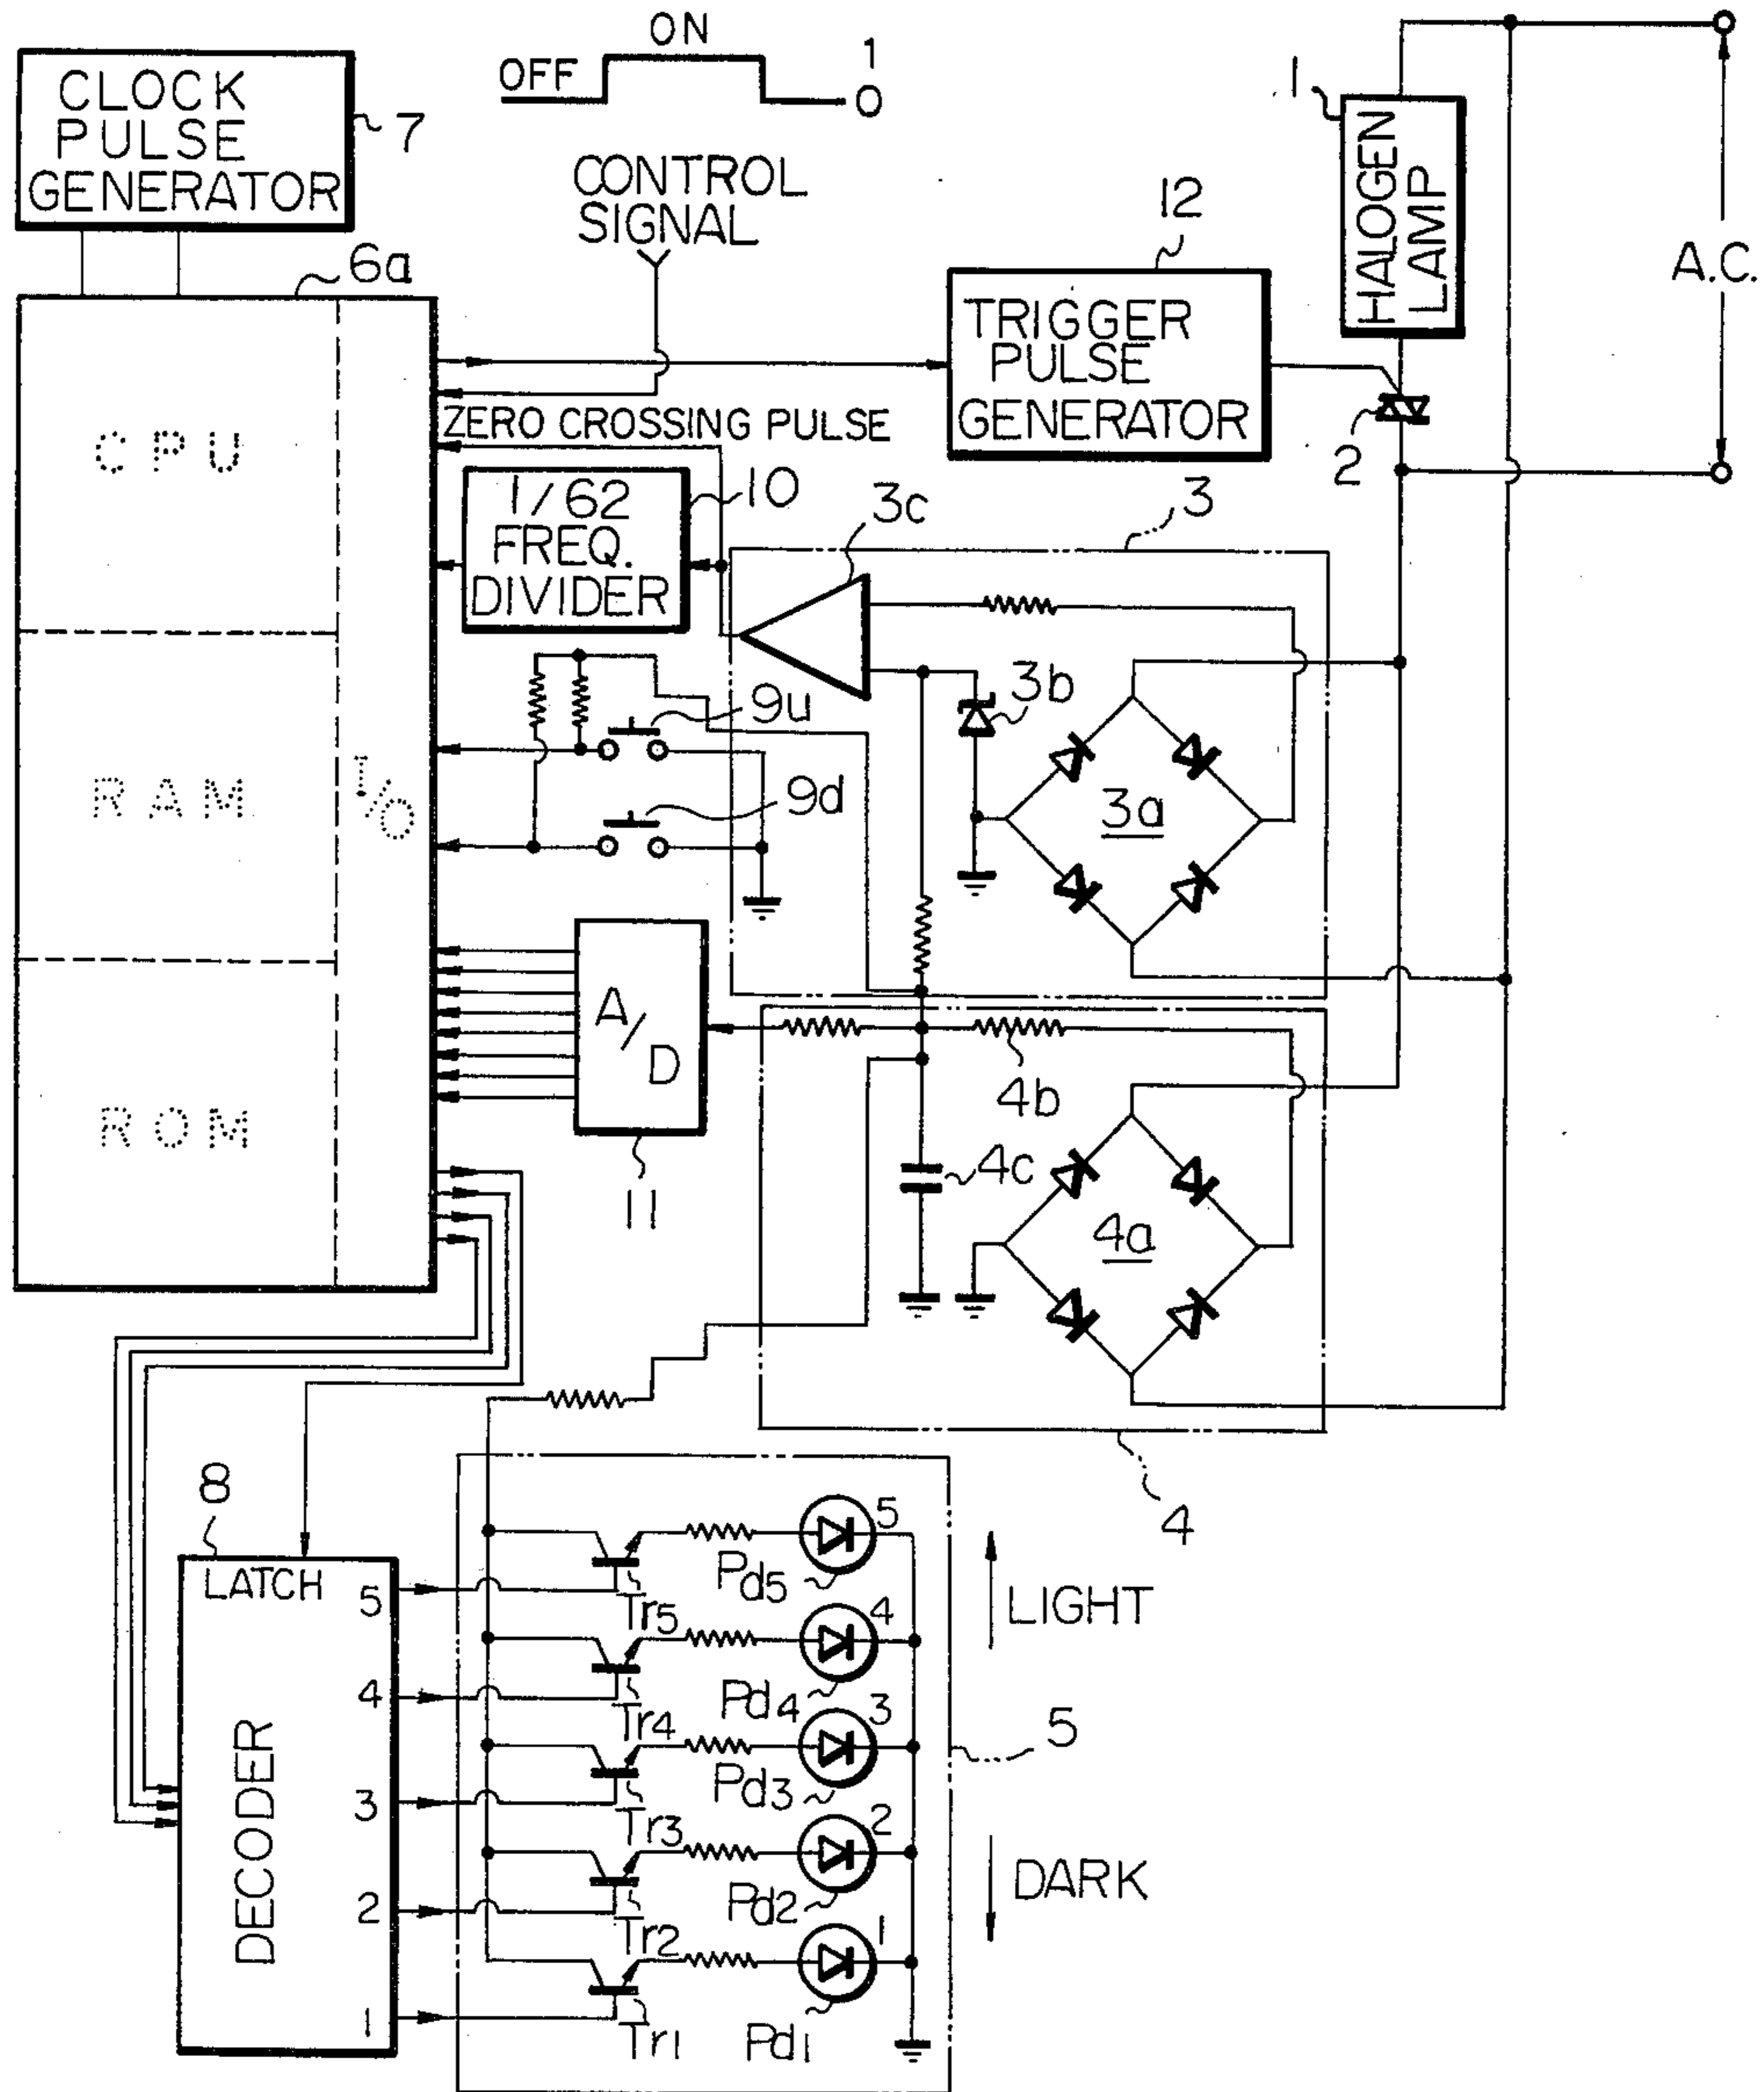 ON
OFF
1
0
CLOCK
PULSE
GENERATOR
7
CONTROL
SIGNAL
6a
12
1
HALOGEN
LAMP
A.C.
TRIGGER
PULSE
GENERATOR
2
CPU
RAM
ROM
I/O
ZERO CROSSING PULSE
1/62
FREQ.
DIVIDER
10
3c
3
3b
3a
9u
9d
A/D
11
4b
4c
4a
4
8
LATCH
DECODER
5
4
3
2
1
Tr5
Tr4
Tr3
Tr2
Tr1
5
Pd5
4
Pd4
3
Pd3
2
Pd2
1
Pd1
LIGHT
5
DARK